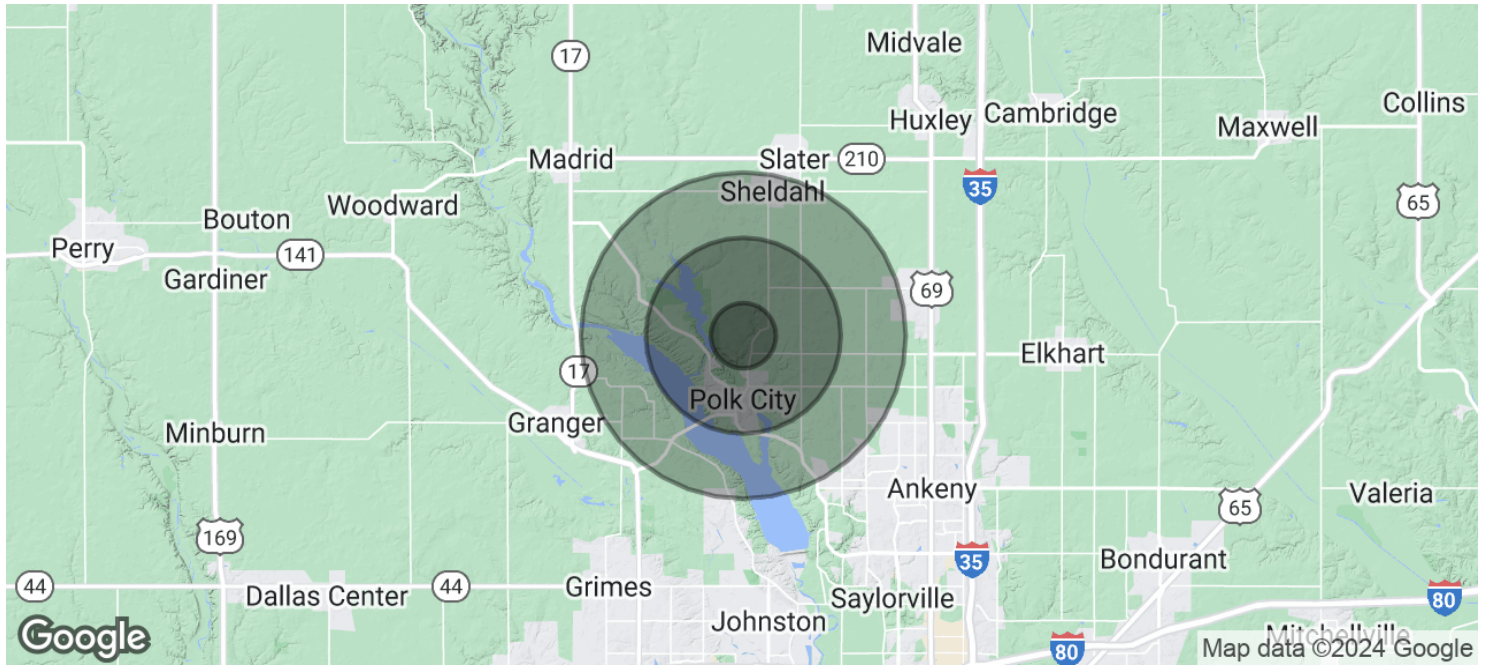 17
Midvale
Collins
Huxley
Cambridge
Maxwell
Madrid
Slater
210
Sheldahl
35
65
Woodward
Bouton
Perry
141
Gardiner
69
Elkhart
17
Polk City
Granger
Minburn
Ankeny
Valeria
65
169
35
Bondurant
44
Dallas Center
44
Grimes
Saylorville
80
Johnston
Mitchellville
80
Google
Map data ©2024 Google